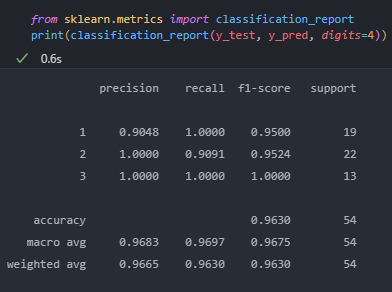 from sklearn.metrics import classification_report
print(classification_report(y_test, y_pred, digits=4))
0.6s
precision recall f1-score support
1 0.9048 1.0000 0.9500 19
2 1.0000 0.9091 0.9524 22
3 1.0000 1.0000 1.0000 13
accuracy 0.9630 54
macro avg 0.9683 0.9697 0.9675 54
weighted avg 0.9665 0.9630 0.9630 54